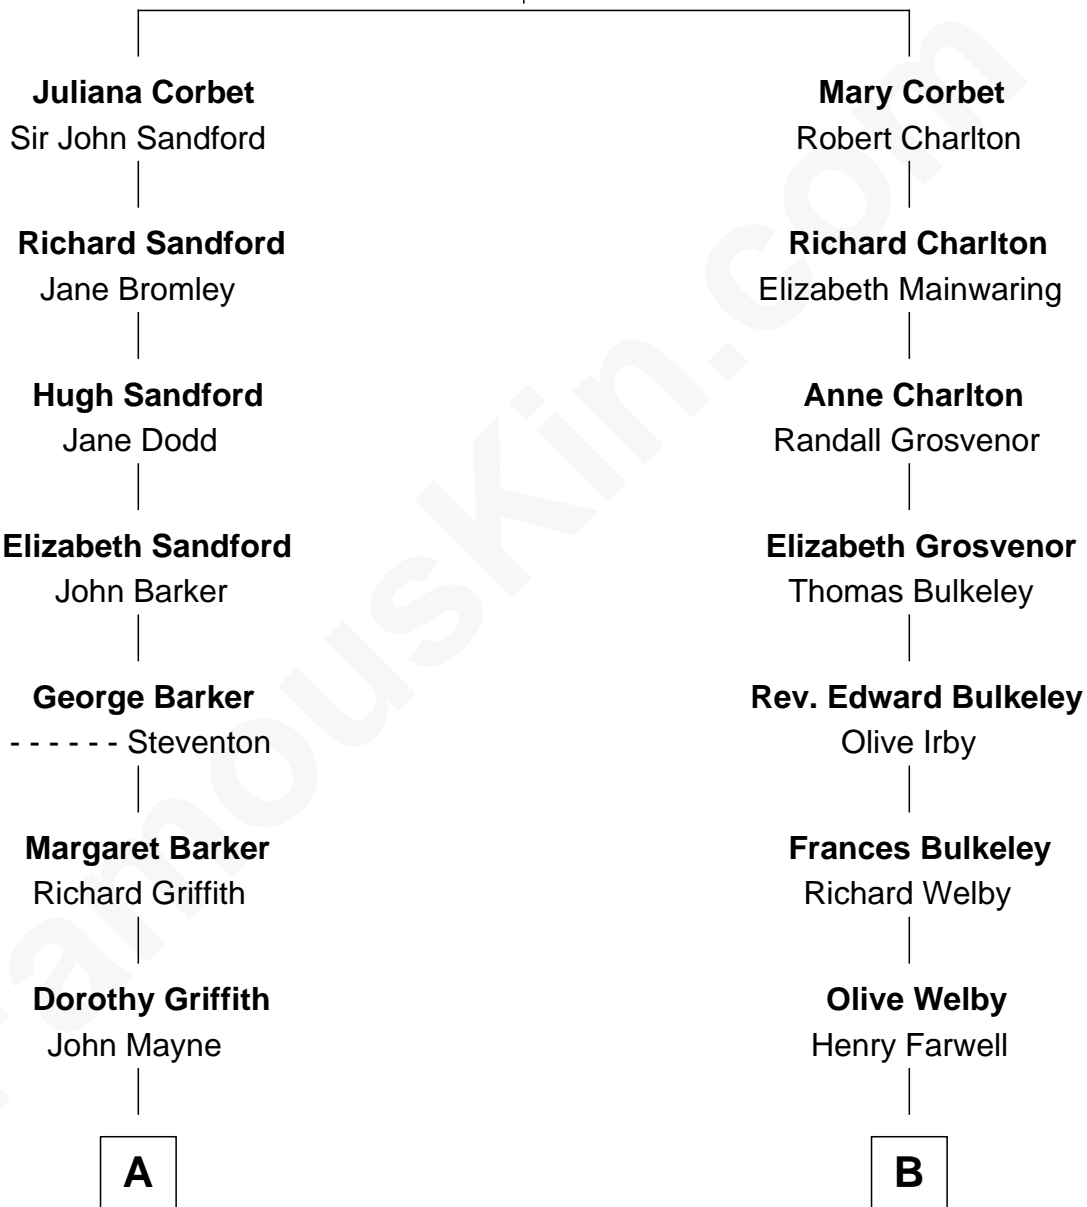 Juliana Corbet
Sir John Sandford
Richard Sandford
Jane Bromley
Hugh Sandford
Jane Dodd
Elizabeth Sandford
John Barker
George Barker
- - - - - - Steventon
Margaret Barker
Richard Griffith
Dorothy Griffith
John Mayne
A
Mary Corbet
Robert Charlton
Richard Charlton
Elizabeth Mainwaring
Anne Charlton
Randall Grosvenor
Elizabeth Grosvenor
Thomas Bulkeley
Rev. Edward Bulkeley
Olive Irby
Frances Bulkeley
Richard Welby
Olive Welby
Henry Farwell
B
FamousKin.com